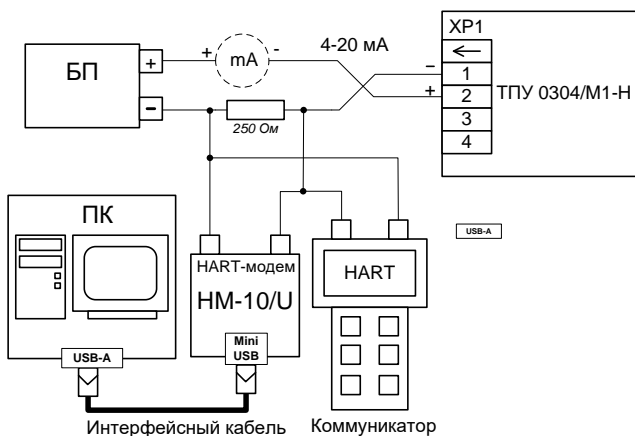 БП
+
−
+
mA
-
4-20 мА
250 Ом
XP1
1
2
3
4
−
+
ТПУ 0304/М1-Н
ПК
USB-A
HART-модем
HM-10/U
Mini
USB
HART
USB-A
Интерфейсный кабель
Коммуникатор